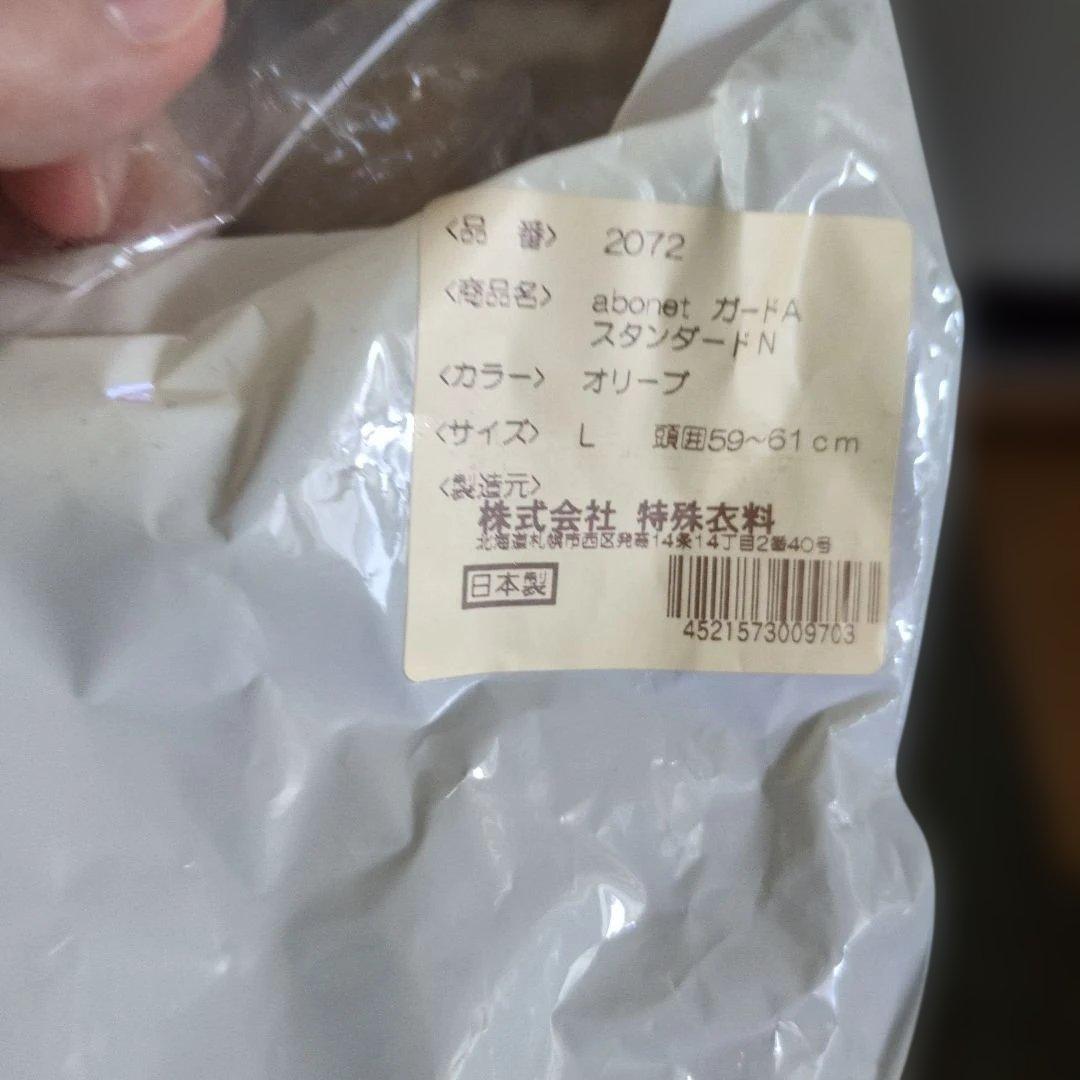 〈品　番〉　2072
〈商品名〉　abonet ガードA
スタンダードN
〈カラー〉　オリーブ
〈サイズ〉　L　頭囲59~61cm
〈製造元〉
株式会社 特殊衣料
北海道札幌市西区発寒14条14丁目2番40号
日本製
4521573009703